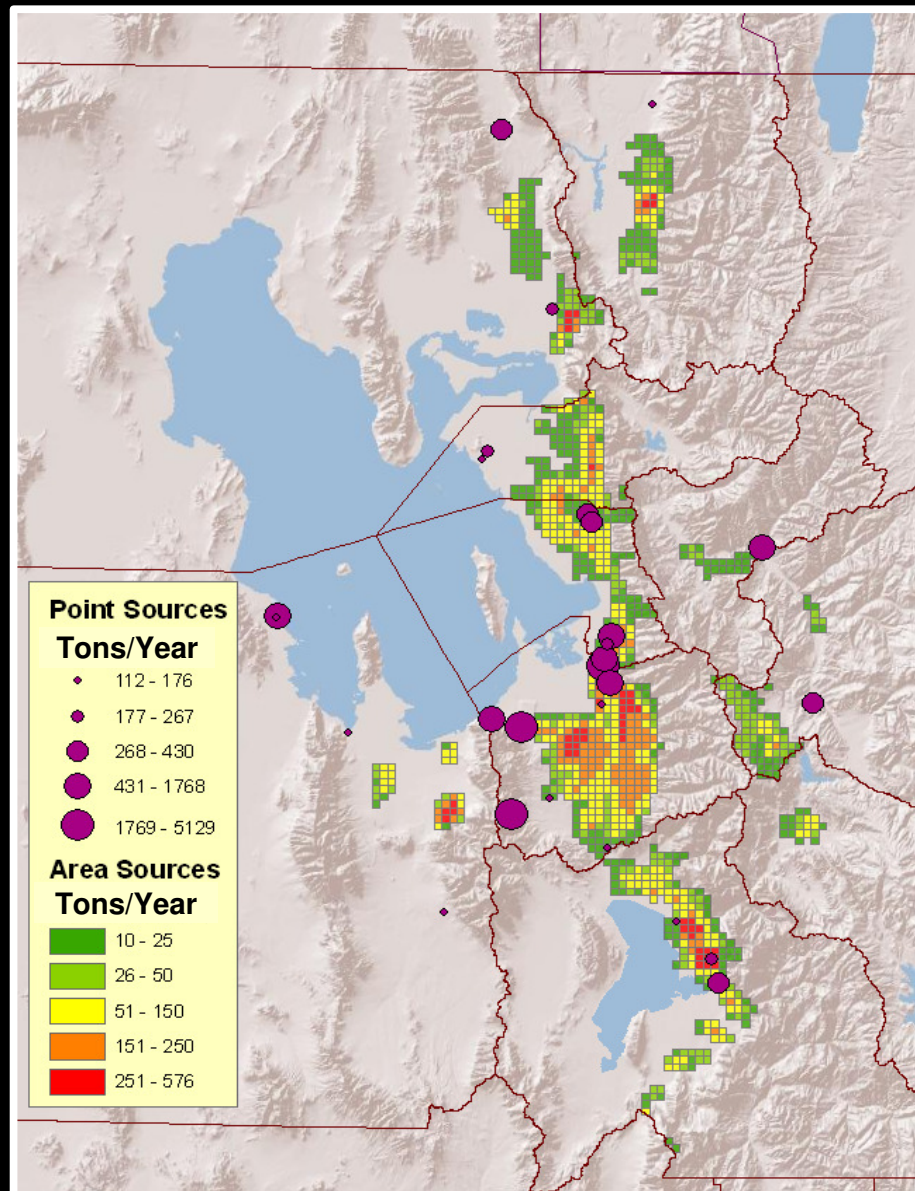 Point Sources
Tons/Year
112 - 176
177 - 267
268 - 430
431 - 1768
1769 - 5129
Area Sources
Tons/Year
10 - 25
26 - 50
51 - 150
151 - 250
251 - 576